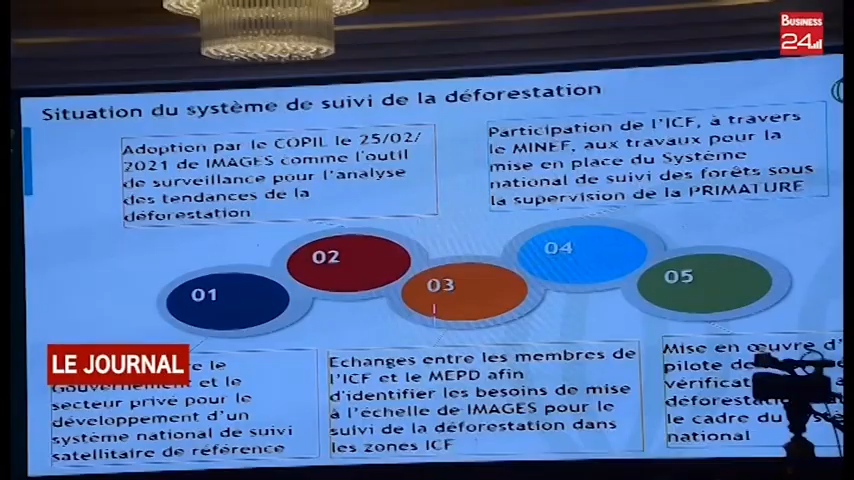 BUSINESS
24
Situation du système de suivi de la déforestation
Adoption par le COPIL le 25/02/
2021 de IMAGES comme l'outil
de surveillance pour l'analyse
des tendances de la
déforestation
Participation de l'ICF, à travers
le MINEF, aux travaux pour la
mise en place du Système
national de suivi des forêts sous
la supervision de la PRIMATURE
01
02
03
04
05
LE JOURNAL
le
Gouvernement et le
secteur privé pour le
développement d'un
système national de suivi
satellitaire de référence
Echanges entre les membres de
l'ICF et le MEPD afin
d'identifier les besoins de mise
à l'échelle de IMAGES pour le
suivi de la déforestation dans
les zones ICF
Mise en œuvre d'
pilote de
vérificat
déforest
le cadre du
national